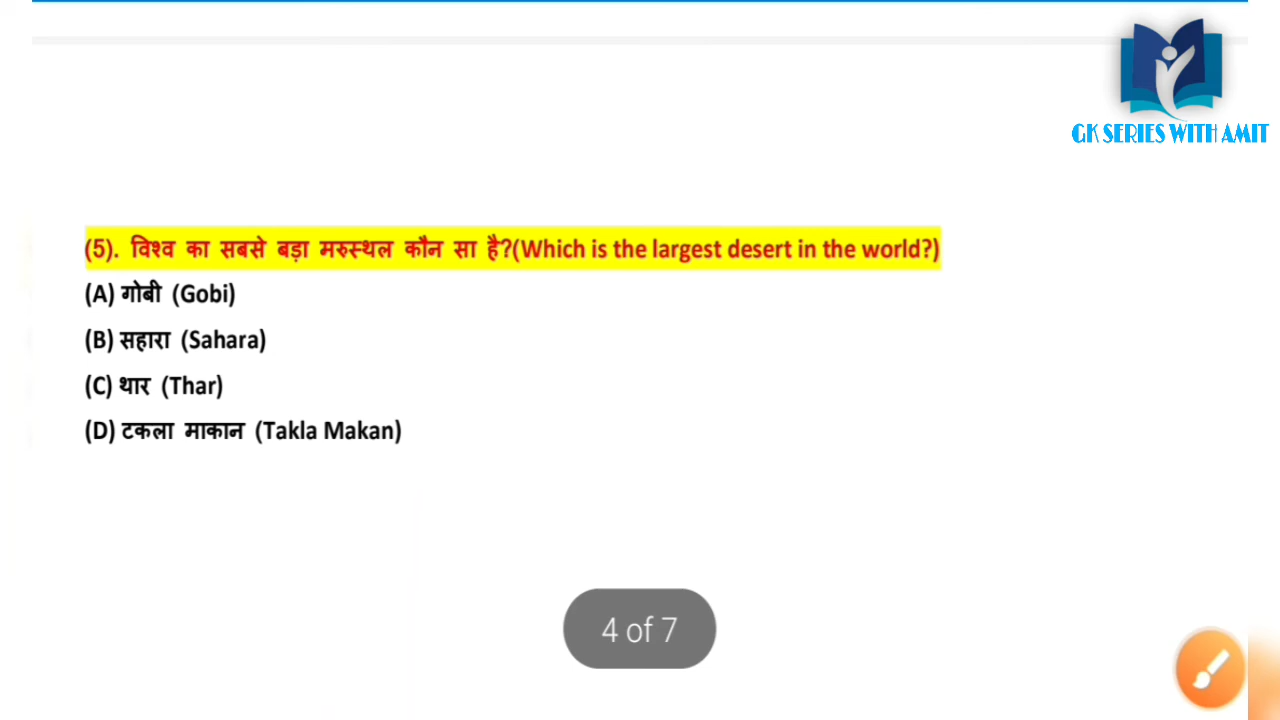 GK SERIES WITH AMIT
(5). विश्व का सबसे बड़ा मरुस्थल कौन सा है?(Which is the largest desert in the world?)
(A) गोबी (Gobi)
(B) सहारा (Sahara)
(C) थार (Thar)
(D) टकला माकान (Takla Makan)
4 of 7